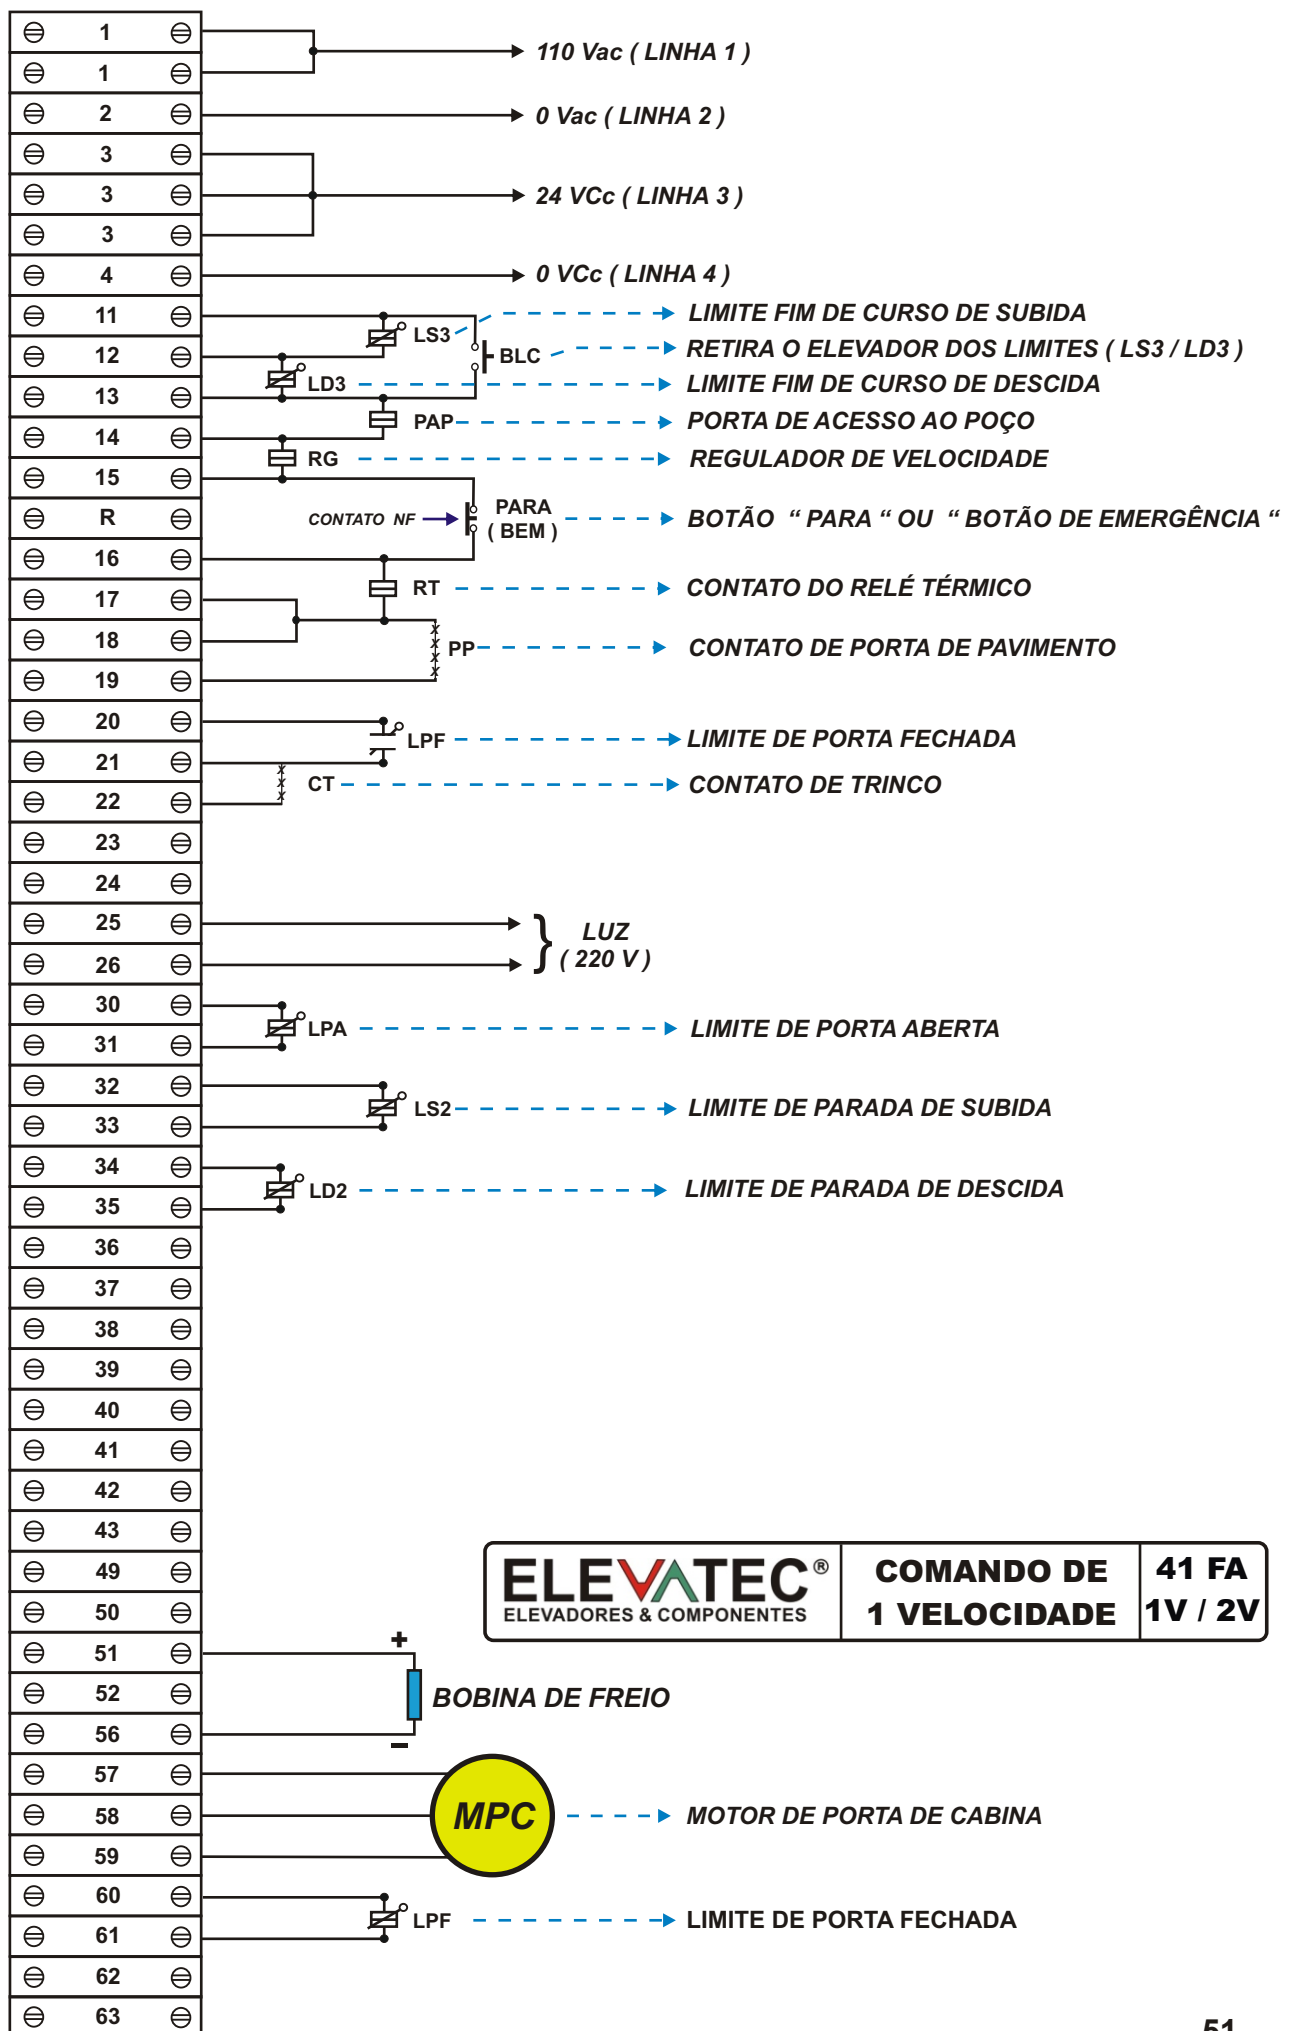 1
1
110 Vac ( LINHA 1 )
2
0 Vac ( LINHA 2 )
3
3
24 VCc ( LINHA 3 )
3
4
0 VCc ( LINHA 4 )
11
LS3
LIMITE FIM DE CURSO DE SUBIDA
12
BLC
RETIRA O ELEVADOR DOS LIMITES ( LS3 / LD3 )
LD3
LIMITE FIM DE CURSO DE DESCIDA
13
PAP
PORTA DE ACESSO AO POÇO
14
RG
REGULADOR DE VELOCIDADE
15
R
CONTATO NF
PARA
( BEM )
BOTÃO “ PARA “ OU “ BOTÃO DE EMERGÊNCIA “
16
RT
CONTATO DO RELÉ TÉRMICO
17
18
PP
CONTATO DE PORTA DE PAVIMENTO
19
20
LPF
LIMITE DE PORTA FECHADA
21
CT
CONTATO DE TRINCO
22
23
24
25
LUZ
( 220 V )
26
30
LPA
LIMITE DE PORTA ABERTA
31
32
LS2
LIMITE DE PARADA DE SUBIDA
33
34
LD2
LIMITE DE PARADA DE DESCIDA
35
36
37
38
39
40
41
42
43
49
50
ELEVATEC®
ELEVADORES & COMPONENTES
COMANDO DE
1 VELOCIDADE
41 FA
1V / 2V
51
+
52
BOBINA DE FREIO
56
–
57
58
MPC
MOTOR DE PORTA DE CABINA
59
60
LPF
LIMITE DE PORTA FECHADA
61
62
63
51